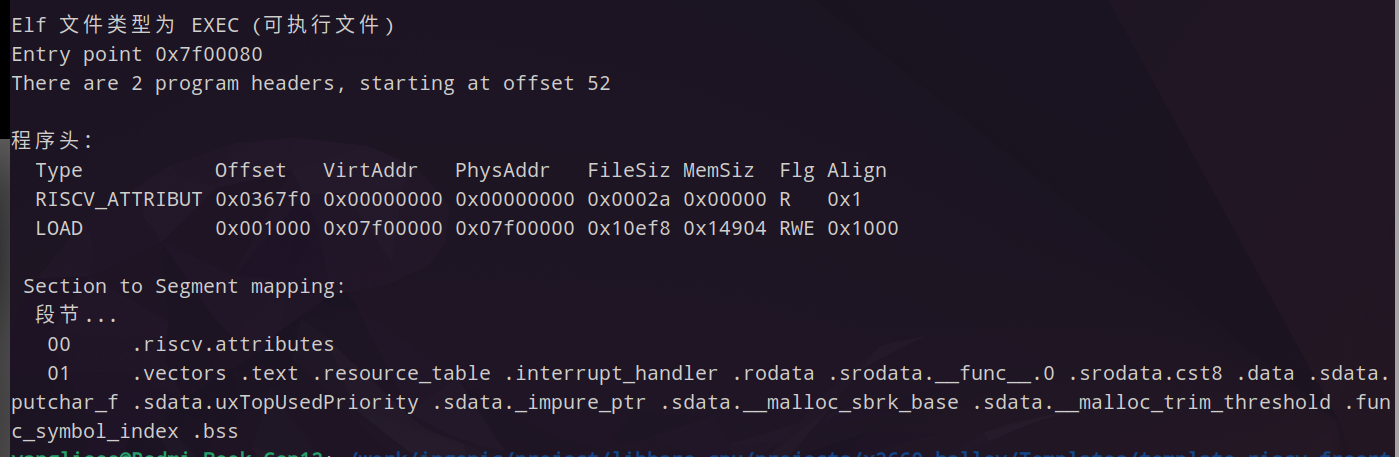 Elf 文件类型为 EXEC (可执行文件)
Entry point 0x7f00080
There are 2 program headers, starting at offset 52
程序头：
Type Offset VirtAddr PhysAddr FileSiz MemSiz Flg Align
RISCV_ATTRIBUT 0x0367f0 0x00000000 0x00000000 0x0002a 0x00000 R 0x1
LOAD 0x001000 0x07f00000 0x07f00000 0x10ef8 0x14904 RWE 0x1000
Section to Segment mapping:
段节...
00 .riscv.attributes
01 .vectors .text .resource_table .interrupt_handler .rodata .srodata.__func__.0 .srodata.cst8 .data .sdata.
putchar_f .sdata.uxTopUsedPriority .sdata._impure_ptr .sdata.__malloc_sbrk_base .sdata.__malloc_trim_threshold .fun
c_symbol_index .bss